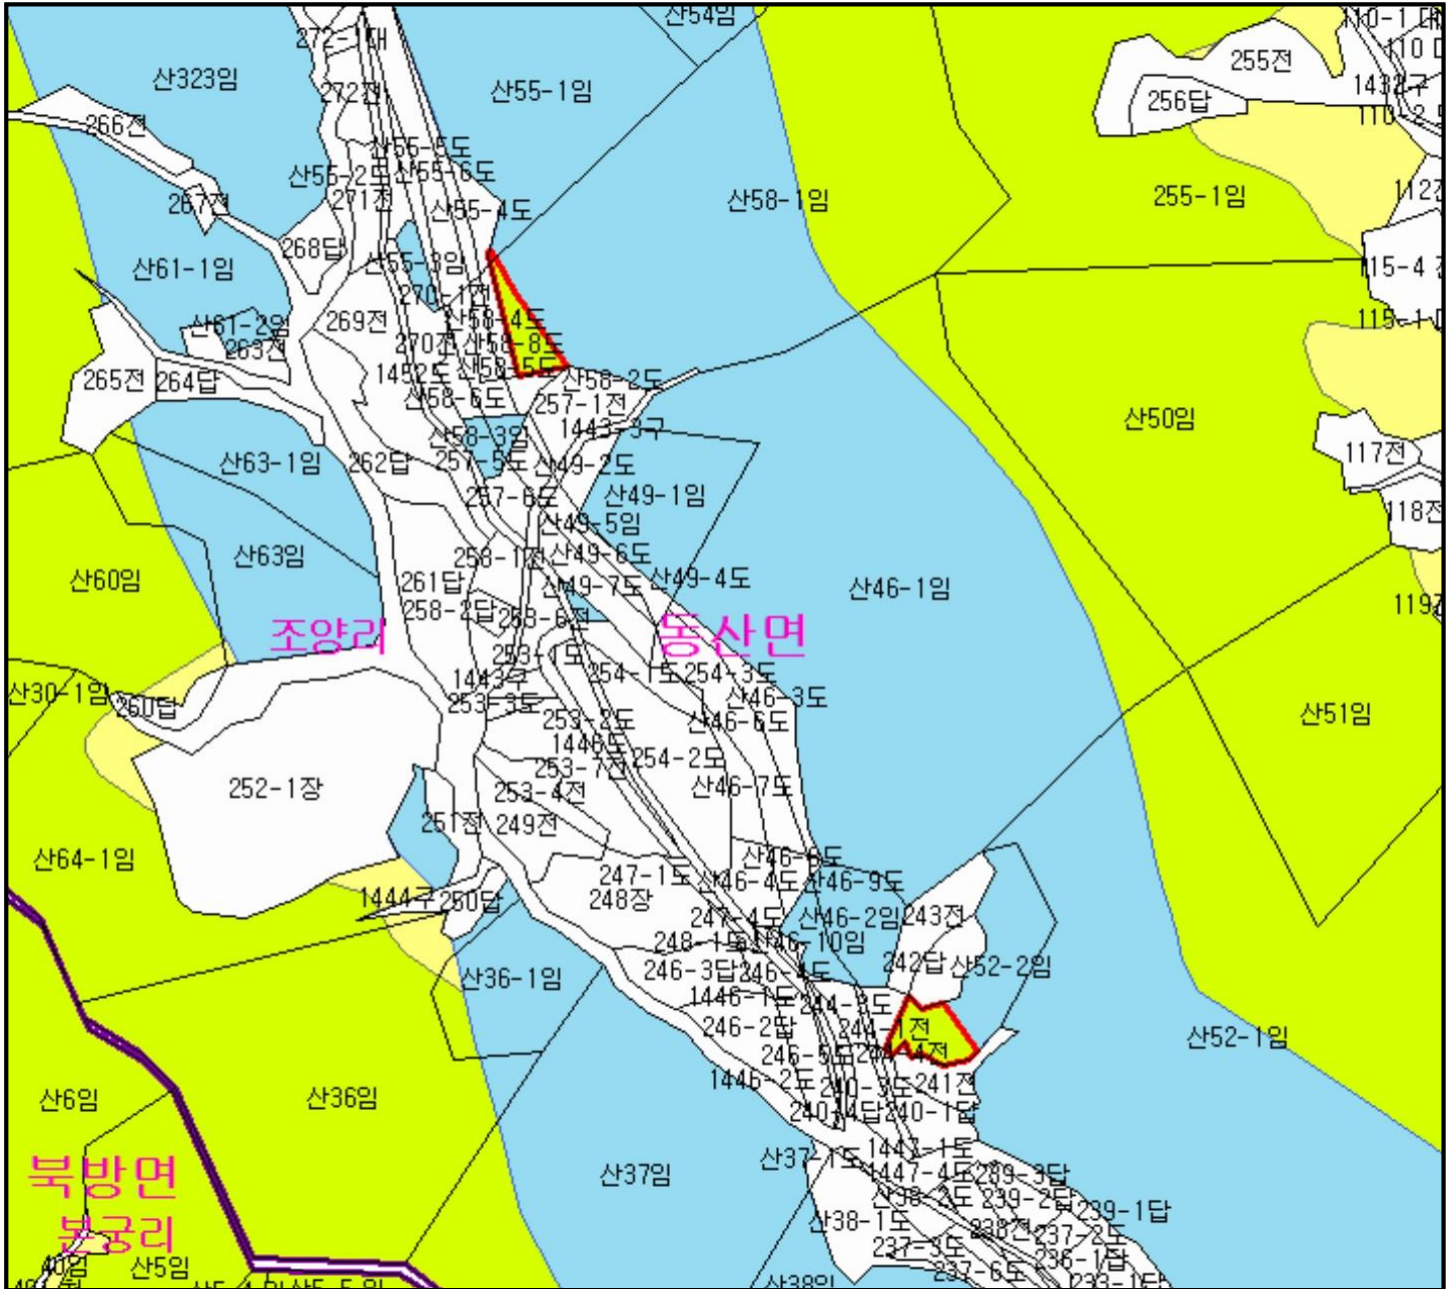 산54임
272-1대
255전
산323임
산55-1임
272전
256답
266전
산55-5도
산55-6도
산55-2도
271전
267전
산58-1임
255-1임
산55-4도
268답
산61-1임
산55-3임
270-1전
115-4
산61-2임
269전
산58-4도
263전
270전
산58-8도
산58-5도
265전
264답
1452도
산58-2도
산58-6도
257-1전
산50임
1443-3구
산58-3임
117전
산63-1임
262답
257-5도
산49-2도
257-6도
산49-1임
118전
산49-5임
산63임
258-1전
산49-6도
산60임
261답
산49-7도
산49-4도
산46-1임
258-2답
258-6전
조양리
동산면
254-1도
254-3도
산30-1임
1443구
260답
253-3도
산46-3도
253-2도
산46-6도
산51임
1446도
253-7전
254-2도
252-1장
253-4전
산46-7도
251전
249전
산64-1임
247-1도
산46-4도
산46-9도
1444구
250답
248장
247-4도
산46-2임
243전
248-1도
산46-10임
246-3답
246-4도
242답
산52-2임
산36-1임
1446-1도
244-3도
246-2답
244-1전
산52-1임
246-5도
244-4전
1446-2도
240-3도
241전
산6임
산36임
240-4답
240-1답
1447-1도
산37-1도
북방면
산37임
1447-4도
239-3답
산38-2도
239-2답
239-1답
본궁리
산38-1도
238전
237-2도
237-3도
236-1답
산5임
237-6도
233-1답
산38임